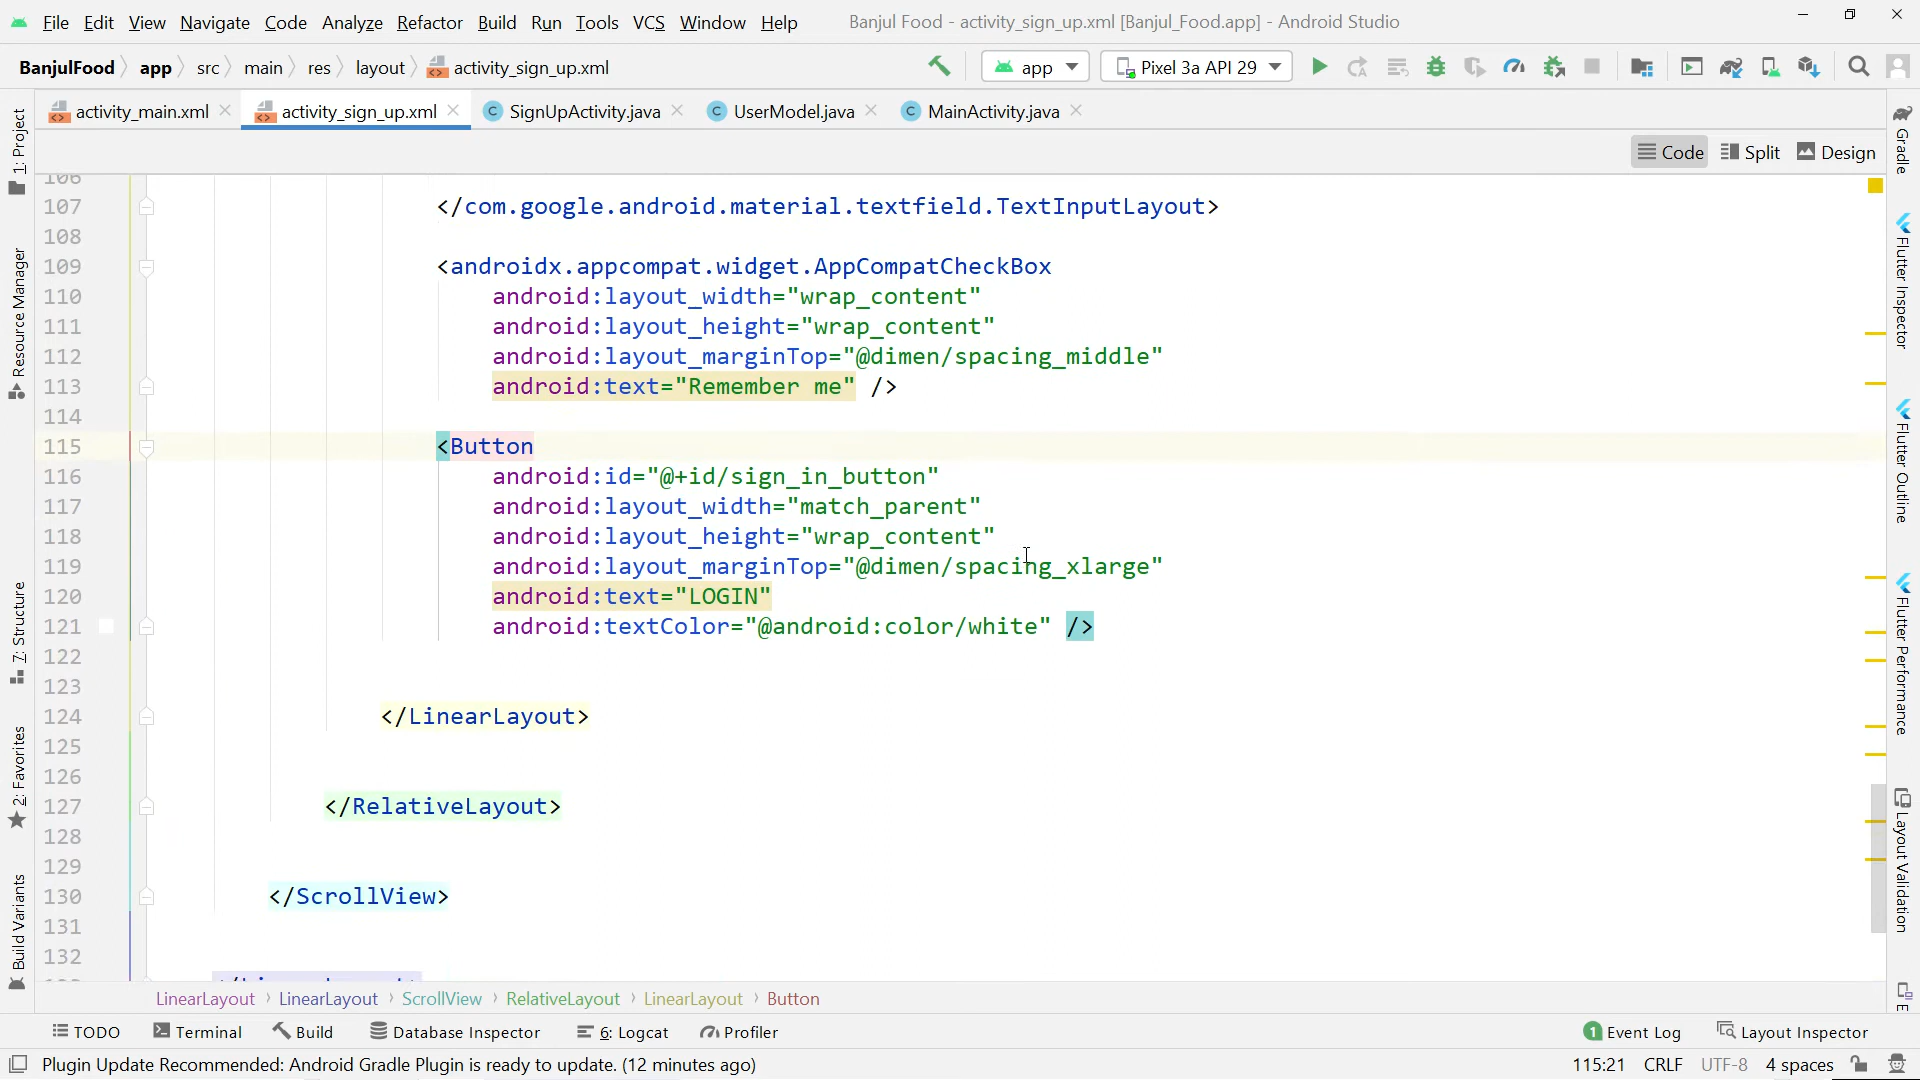 File Edit View Navigate Code Analyze Refactor Build Run Tools VCS Window Help Banjul Food - activity_sign_up.xml [Banjul_Food.app] - Android Studio
BanjulFood app src main res layout activity_sign_up.xml app Pixel 3a API 29
activity_main.xml activity_sign_up.xml SignUpActivity.java UserModel.java MainActivity.java
Code Split Design
106
107 </com.google.android.material.textfield.TextInputLayout>
108
109 <androidx.appcompat.widget.AppCompatCheckBox
110 android:layout_width="wrap_content"
111 android:layout_height="wrap_content"
112 android:layout_marginTop="@dimen/spacing_middle"
113 android:text="Remember me" />
114
115 <Button
116 android:id="@+id/sign_in_button"
117 android:layout_width="match_parent"
118 android:layout_height="wrap_content"
119 android:layout_marginTop="@dimen/spacing_xlarge"
120 android:text="LOGIN"
121 android:textColor="@android:color/white" />
122
123
124 </LinearLayout>
125
126
127 </RelativeLayout>
128
129
130 </ScrollView>
131
132
LinearLayout LinearLayout ScrollView RelativeLayout LinearLayout Button
TODO Terminal Build Database Inspector 6: Logcat Profiler 1 Event Log Layout Inspector
Plugin Update Recommended: Android Gradle Plugin is ready to update. (12 minutes ago) 115:21 CRLF UTF-8 4 spaces
1: Project
Resource Manager
7: Structure
2: Favorites
Build Variants
Gradle
Flutter Inspector
Flutter Outline
Flutter Performance
Layout Validation